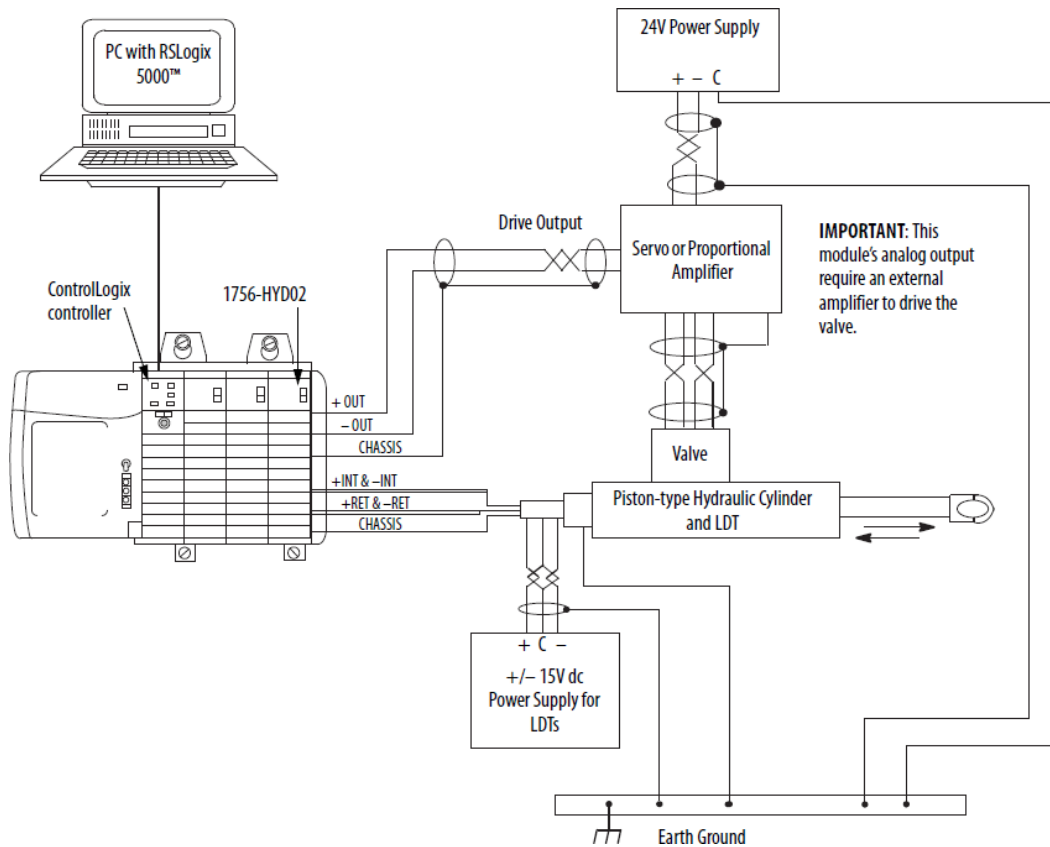 PC with RSLogix
5000™
24V Power Supply
+ – C
Drive Output
Servo or Proportional
Amplifier
IMPORTANT: This
module's analog output
require an external
amplifier to drive the
valve.
ControlLogix
controller
1756-HYD02
+ OUT
– OUT
CHASSIS
+INT & –INT
+RET & –RET
CHASSIS
Valve
Piston-type Hydraulic Cylinder
and LDT
+ C –
+/– 15V dc
Power Supply for
LDTs
Earth Ground